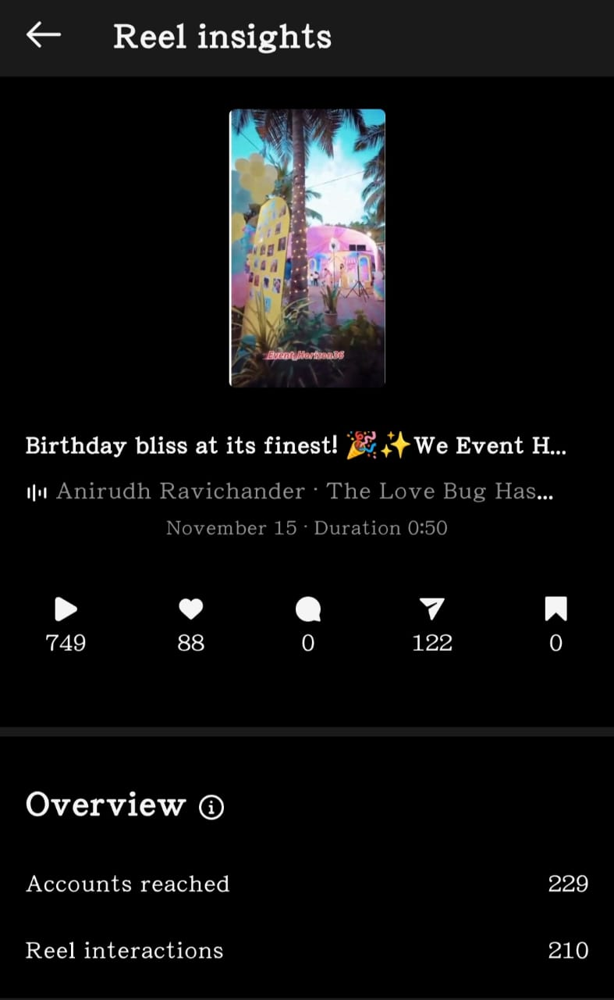 Reel insights
Event_Horizon36
Birthday bliss at its finest! 🎉✨We Event H...
Anirudh Ravichander · The Love Bug Has...
November 15 · Duration 0:50
749 88 0 122 0
Overview
Accounts reached 229
Reel interactions 210